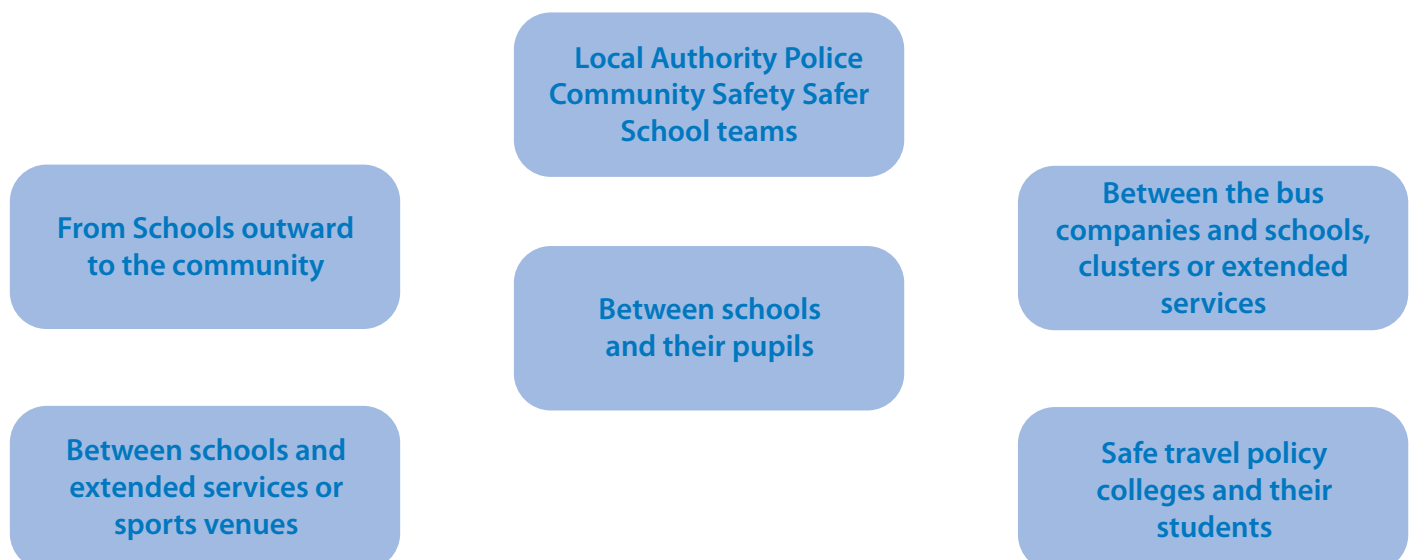 Local Authority Police
Community Safety Safer
School teams
From Schools outward
to the community
Between the bus
companies and schools,
clusters or extended
services
Between schools
and their pupils
Between schools and
extended services or
sports venues
Safe travel policy
colleges and their
students